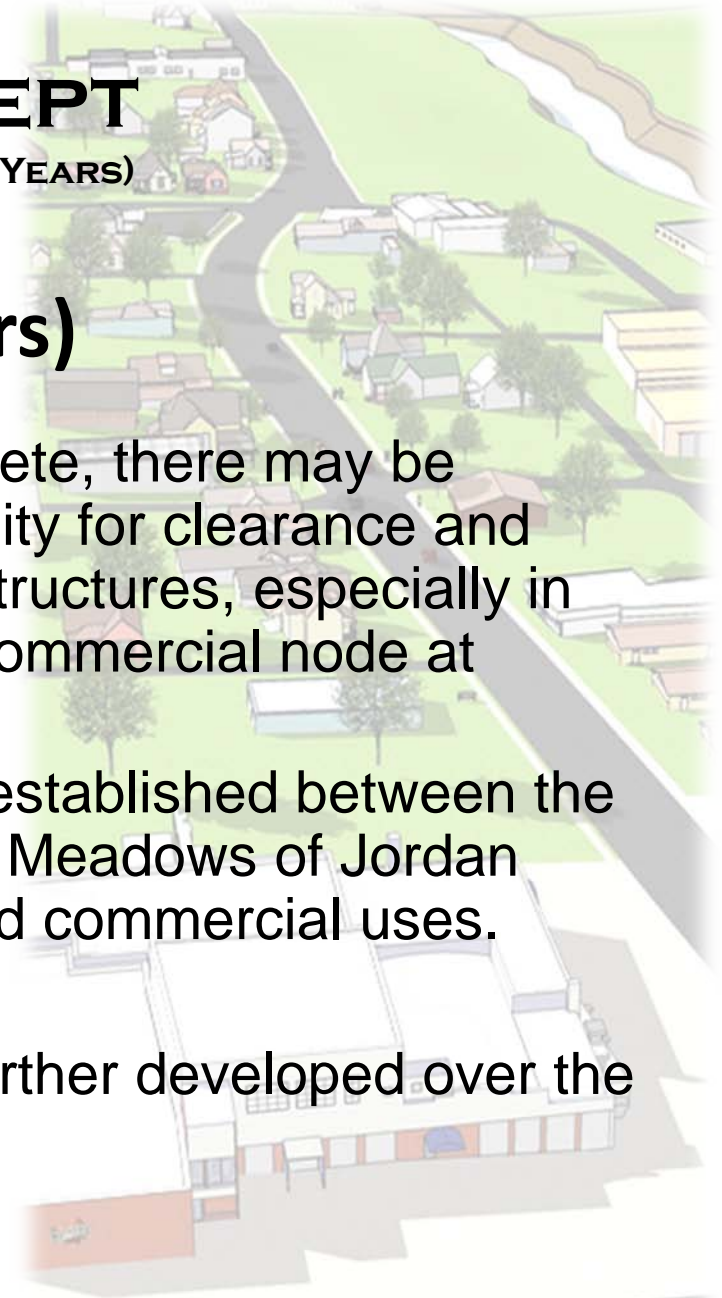 EPT
YEARS)
rs)
ete, there may be
ity for clearance and
tructures, especially in
ommercial node at
established between the
Meadows of Jordan
d commercial uses.
rther developed over the